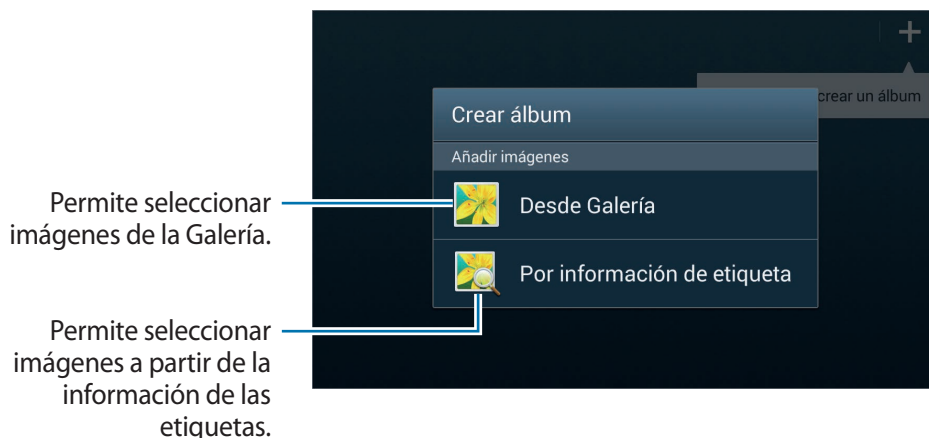 crear un álbum
Crear álbum
Añadir imágenes
Desde Galería
Por información de etiqueta
Permite seleccionar
imágenes de la Galería.
Permite seleccionar
imágenes a partir de la
información de las
etiquetas.